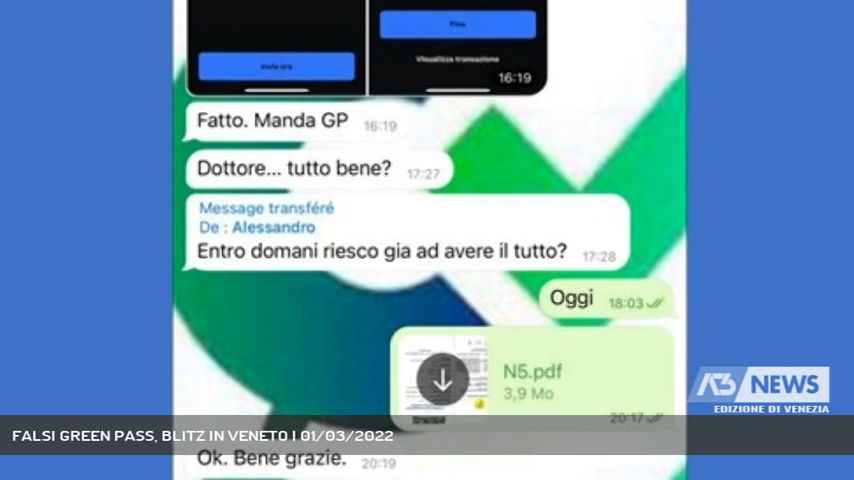 Fine
Invia ora
Visualizza transazione
16:19
Fatto. Manda GP 16:19
Dottore... tutto bene? 17:27
Message transféré
De : Alessandro
Entro domani riesco gia ad avere il tutto? 17:28
Oggi 18:03
N5.pdf
3,9 Mo
20:17
A3 NEWS
EDIZIONE DI VENEZIA
FALSI GREEN PASS, BLITZ IN VENETO | 01/03/2022
Ok. Bene grazie. 20:19